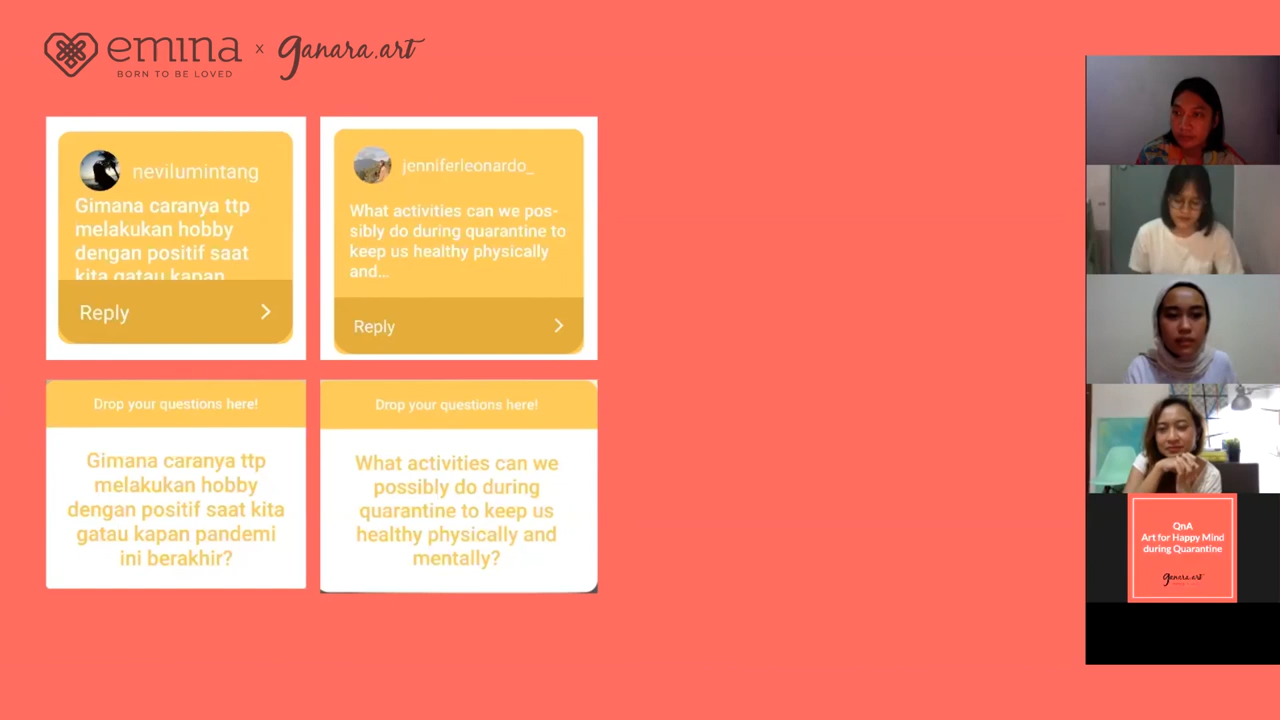 emina x ganara.art
BORN TO BE LOVED
nevilumintang
Gimana caranya ttp
melakukan hobby
dengan positif saat
kita gatau kapan
Reply
jenniferleonardo_
What activities can we pos-
sibly do during quarantine to
keep us healthy physically
and...
Reply
Drop your questions here!
Gimana caranya ttp
melakukan hobby
dengan positif saat kita
gatau kapan pandemi
ini berakhir?
Drop your questions here!
What activities can we
possibly do during
quarantine to keep us
healthy physically and
mentally?
QnA
Art for Happy Mind
during Quarantine
ganara.art